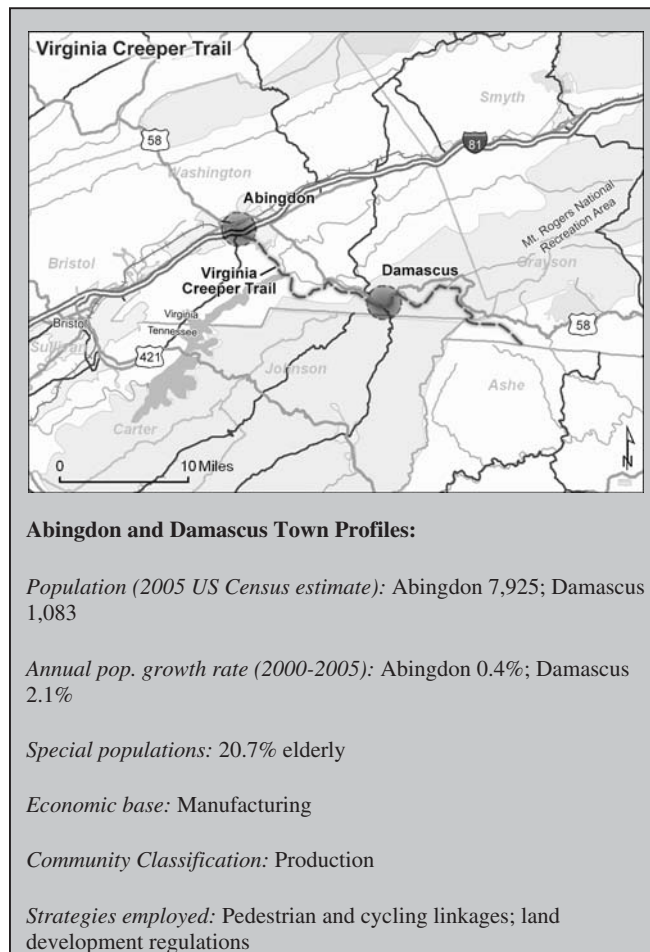 Virginia Creeper Trail
Smyth
58
81
Washington
Abingdon
Mt. Rogers National
Recreation Area
Bristol
Virginia
Creeper Trail
Damascus
Grayson
Bristol
Virginia
Tennessee
58
Sullivan
421
Johnson
Ashe
Carter
0 10 Miles
N
Abingdon and Damascus Town Profiles:
Population (2005 US Census estimate): Abingdon 7,925; Damascus
1,083
Annual pop. growth rate (2000-2005): Abingdon 0.4%; Damascus
2.1%
Special populations: 20.7% elderly
Economic base: Manufacturing
Community Classification: Production
Strategies employed: Pedestrian and cycling linkages; land
development regulations